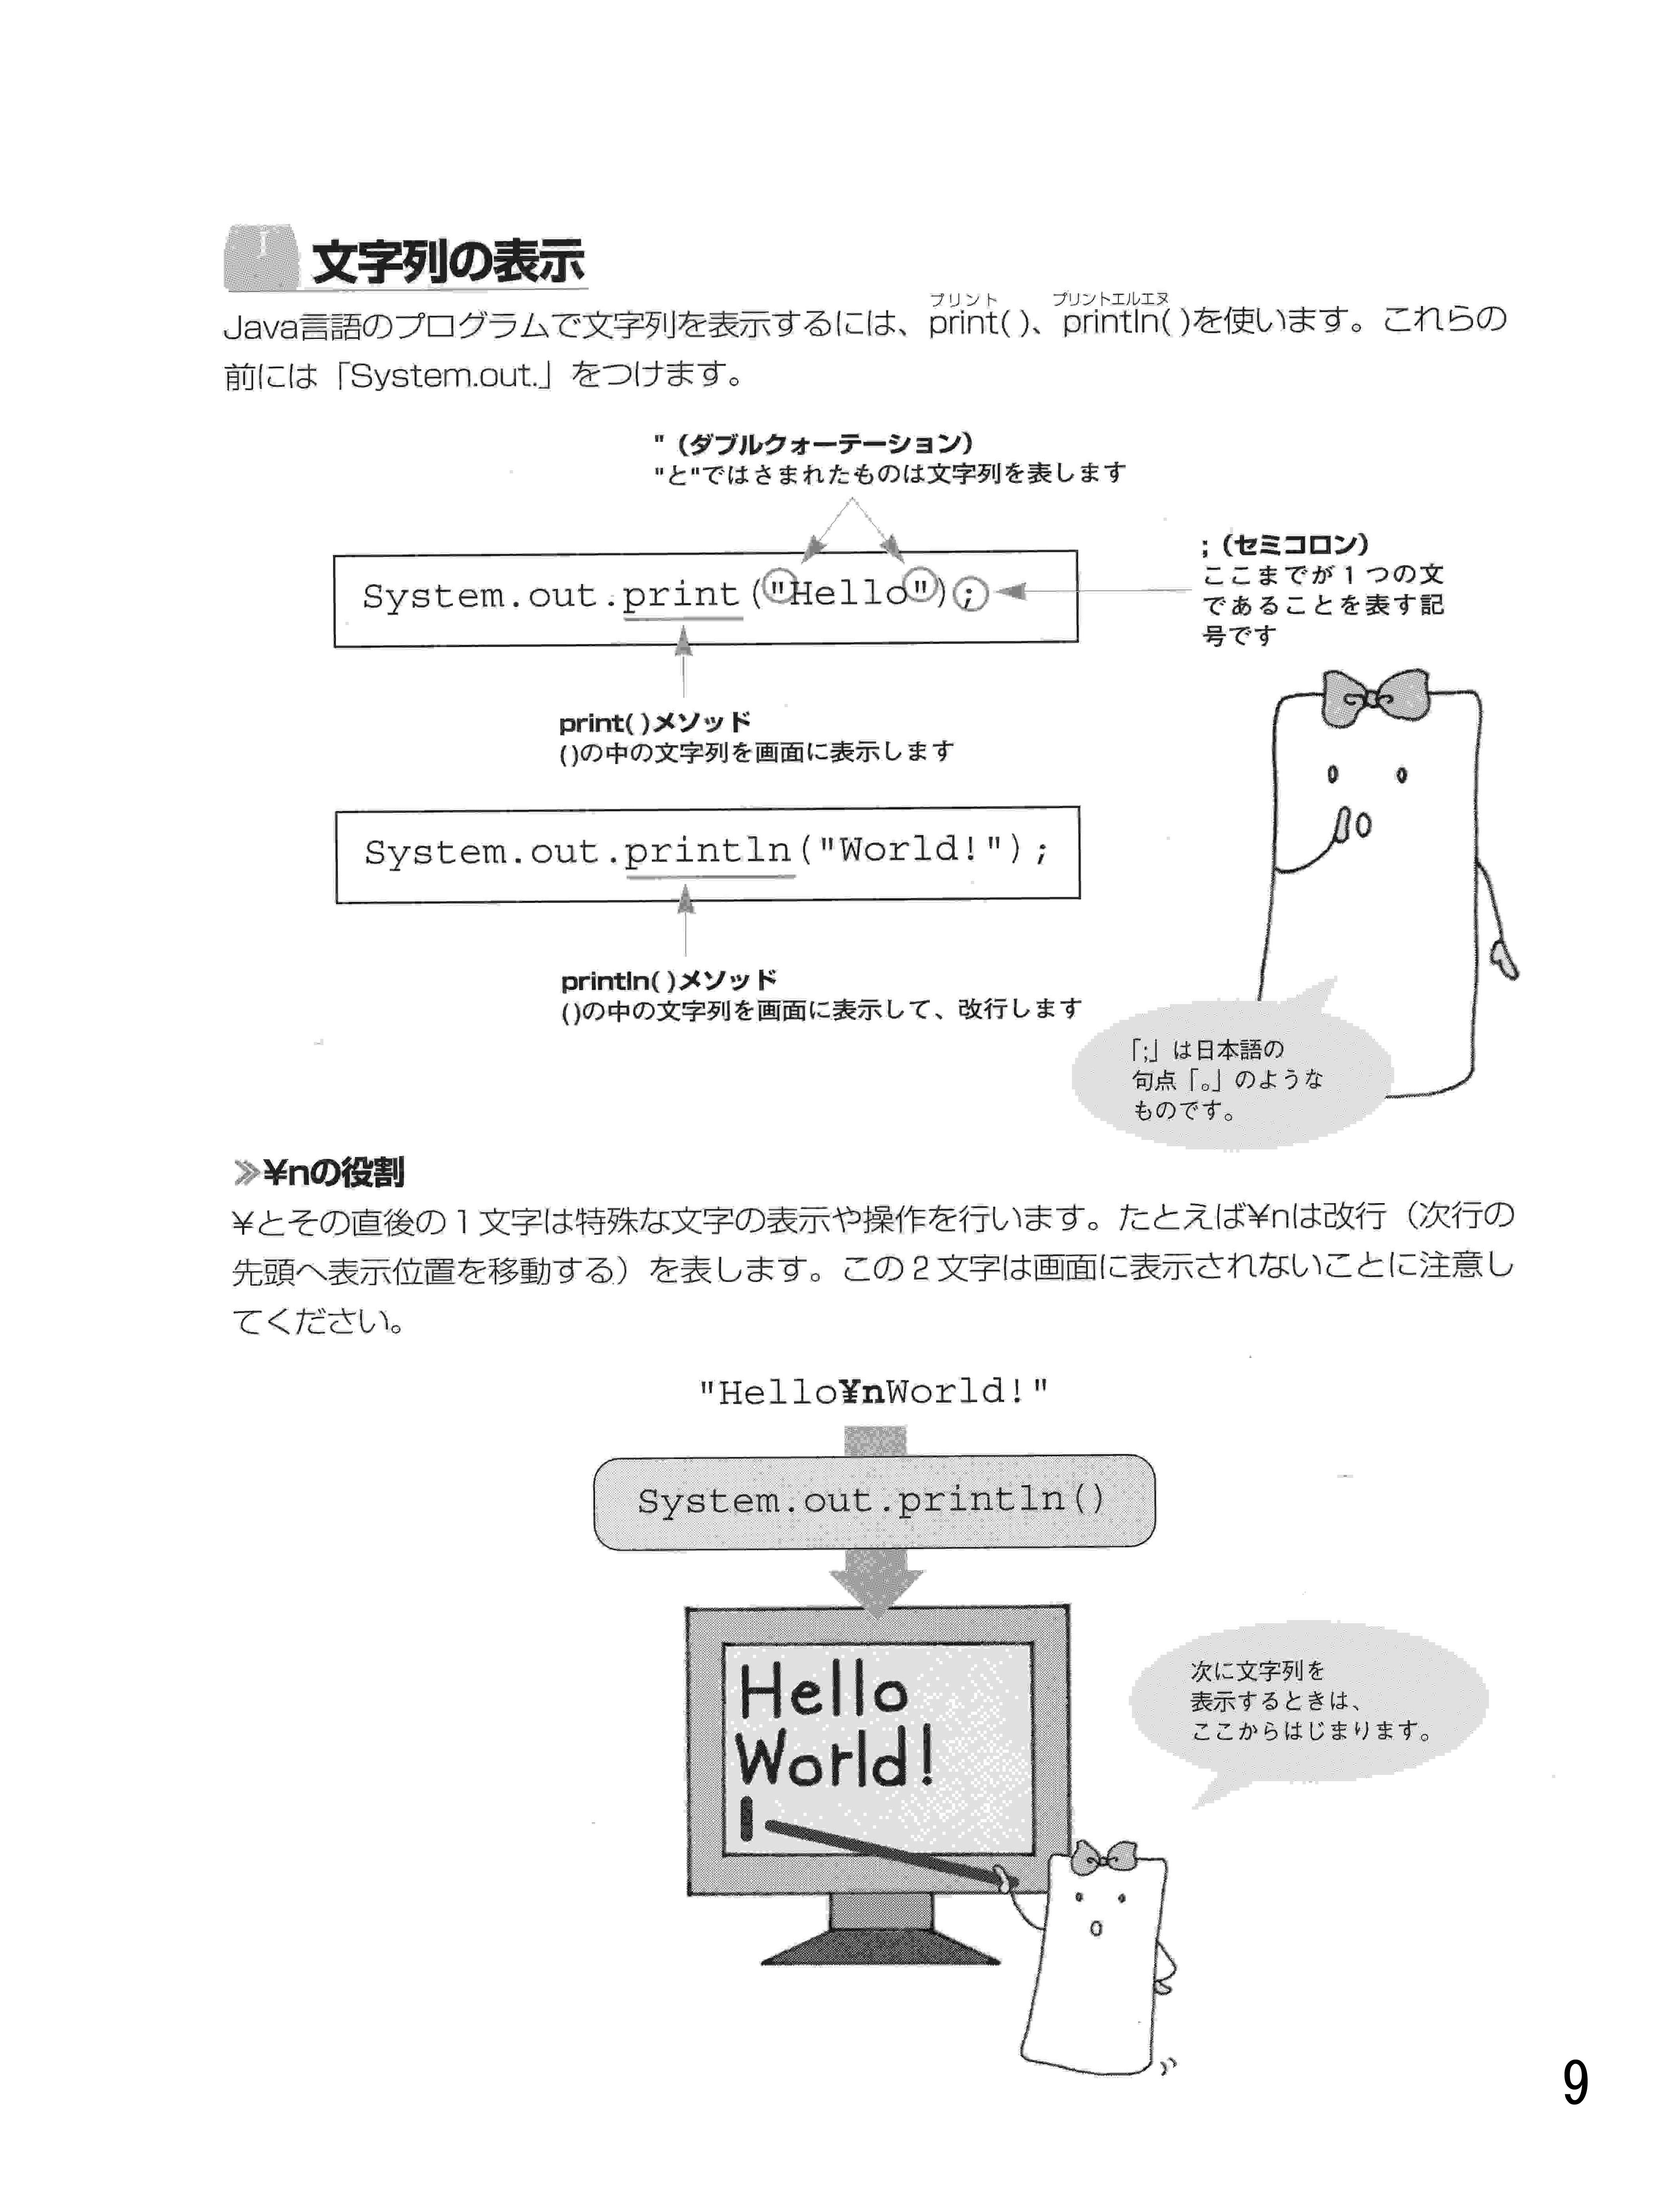 文字列の表示
プリント プリントエルエヌ
Java言語のプログラムで文字列を表示するには、print( )、println( )を使います。これらの
前には「System.out.」をつけます。
"（ダブルクォーテーション）
"と"ではさまれたものは文字列を表します
System.out.print("Hello");
;（セミコロン）
ここまでが１つの文
であることを表す記
号です
print( )メソッド
()の中の文字列を画面に表示します
System.out.println("World!");
println( )メソッド
()の中の文字列を画面に表示して、改行します
「;」は日本語の
句点「。」のような
ものです。
≫¥nの役割
¥とその直後の１文字は特殊な文字の表示や操作を行います。たとえば¥nは改行（次行の
先頭へ表示位置を移動する）を表します。この２文字は画面に表示されないことに注意し
てください。
"Hello¥nWorld!"
System.out.println()
Hello
World!
次に文字列を
表示するときは、
ここからはじまります。
9